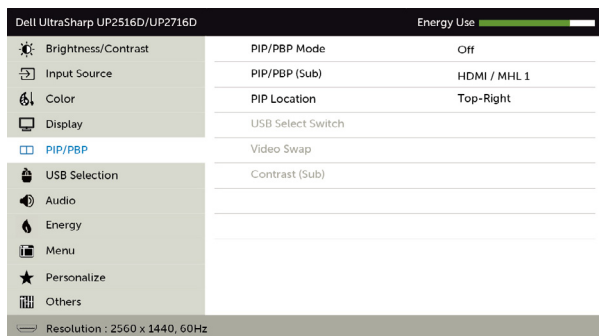 Dell UltraSharp UP2516D/UP2716D Energy Use
Brightness/Contrast PIP/PBP Mode Off
Input Source PIP/PBP (Sub) HDMI / MHL 1
Color PIP Location Top-Right
Display USB Select Switch
PIP/PBP Video Swap
USB Selection Contrast (Sub)
Audio
Energy
Menu
Personalize
Others
Resolution : 2560 x 1440, 60Hz